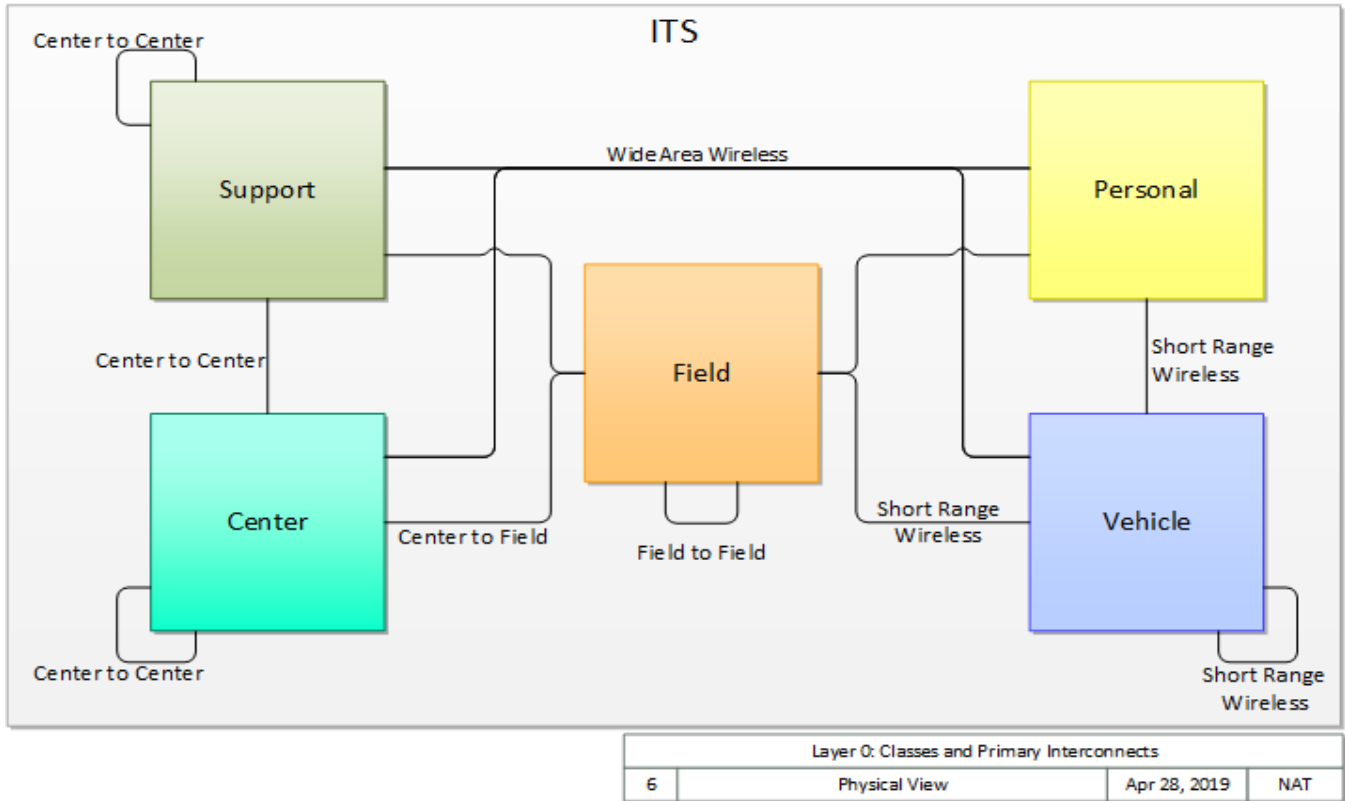 ITS
Center to Center
Support
Wide Area Wireless
Personal
Center to Center
Field
Short Range
Wireless
Center
Center to Field
Field to Field
Short Range
Wireless
Vehicle
Center to Center
Short Range
Wireless
Layer 0: Classes and Primary Interconnects
6 Physical View Apr 28, 2019 NAT